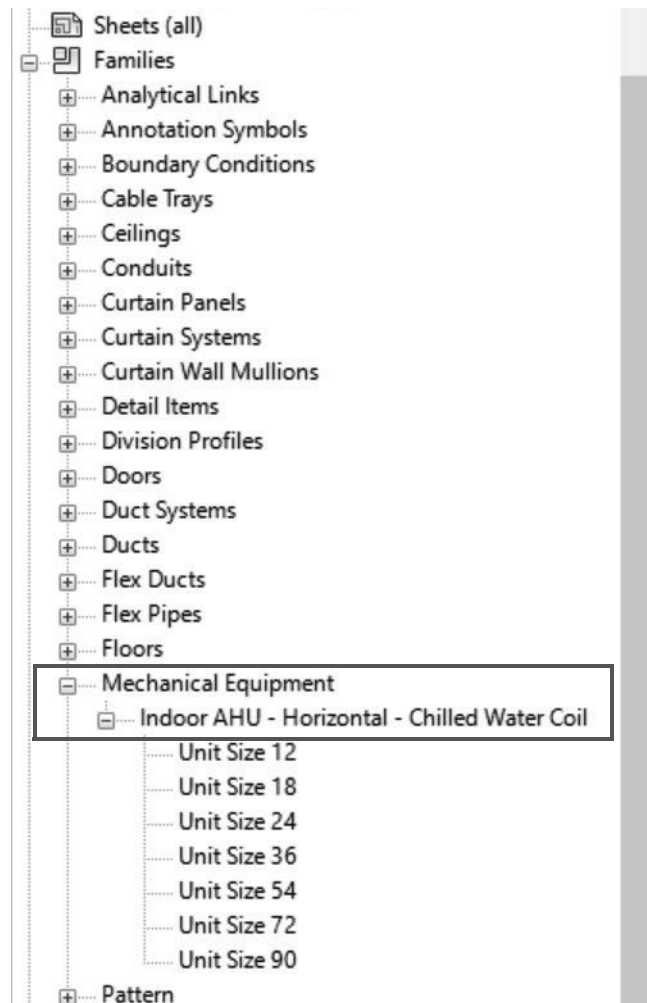 Sheets (all)
Families
Analytical Links
Annotation Symbols
Boundary Conditions
Cable Trays
Ceilings
Conduits
Curtain Panels
Curtain Systems
Curtain Wall Mullions
Detail Items
Division Profiles
Doors
Duct Systems
Ducts
Flex Ducts
Flex Pipes
Floors
Mechanical Equipment
Indoor AHU - Horizontal - Chilled Water Coil
Unit Size 12
Unit Size 18
Unit Size 24
Unit Size 36
Unit Size 54
Unit Size 72
Unit Size 90
Pattern